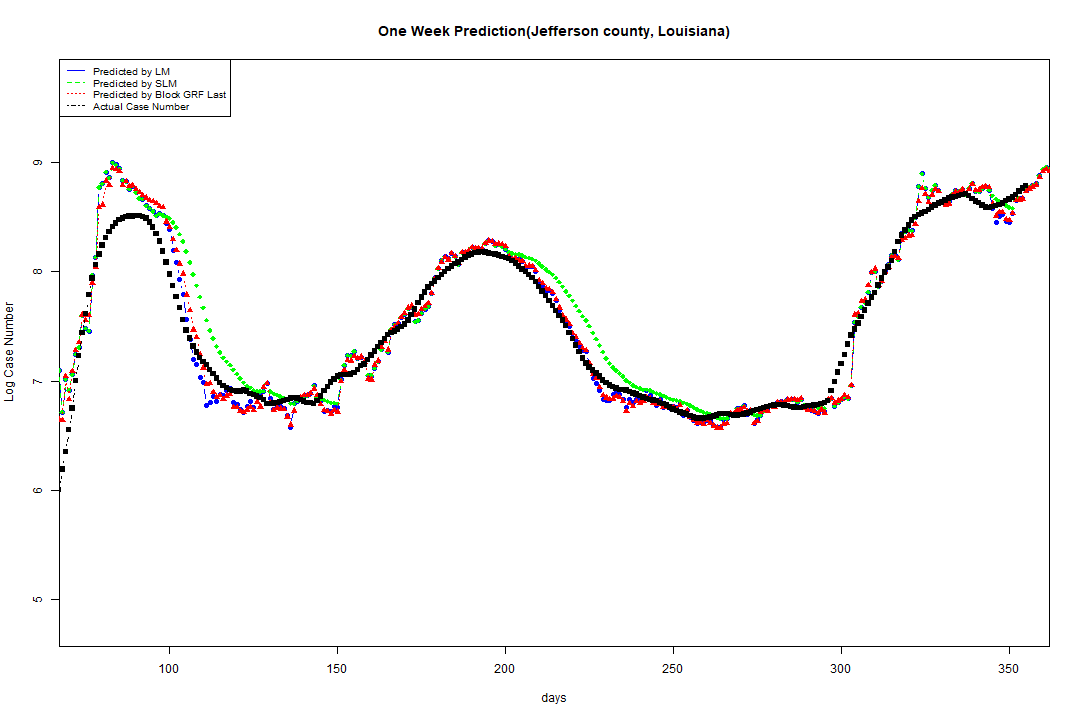 One Week Prediction(Jefferson county, Louisiana)
Predicted by LM
Predicted by SLM
Predicted by Block GRF Last
Actual Case Number
9
8
7
6
5
Log Case Number
100 150 200 250 300 350
days